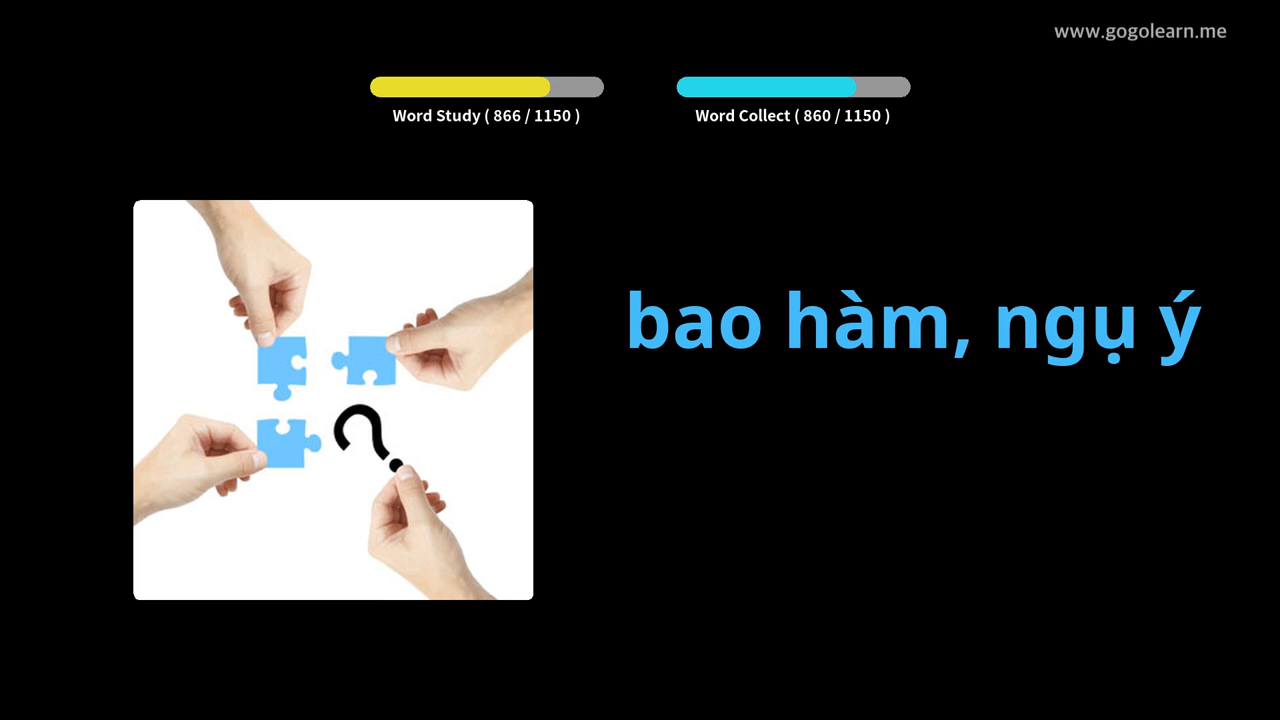 www.gogolearn.me
Word Study ( 866 / 1150 )
Word Collect ( 860 / 1150 )
bao hàm, ngụ ý
?